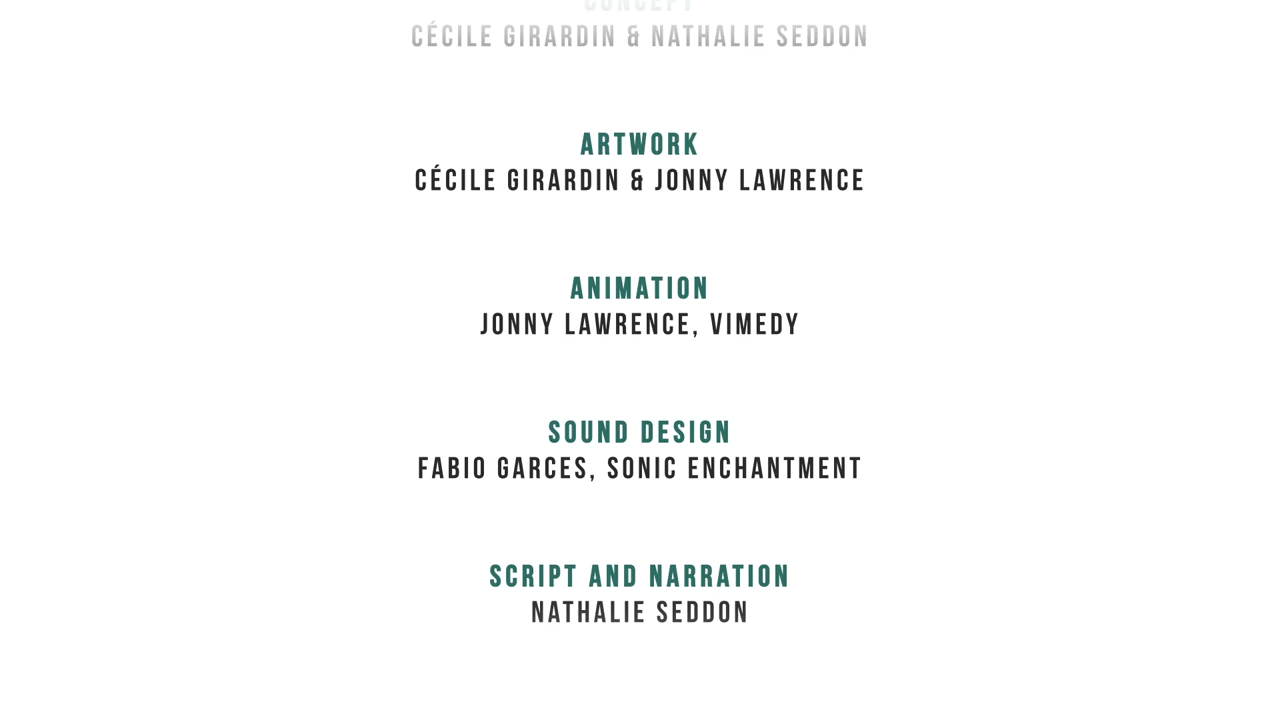 CONCEPT
CÉCILE GIRARDIN & NATHALIE SEDDON
ARTWORK
CÉCILE GIRARDIN & JONNY LAWRENCE
ANIMATION
JONNY LAWRENCE, VIMEDY
SOUND DESIGN
FABIO GARCES, SONIC ENCHANTMENT
SCRIPT AND NARRATION
NATHALIE SEDDON